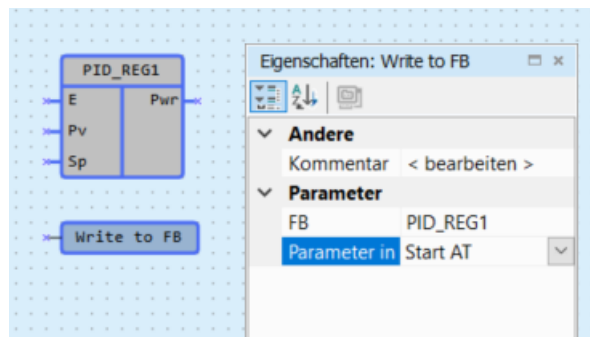 PID_REG1
E Pwr
Pv
Sp
Write to FB
Eigenschaften: Write to FB
Andere
Kommentar < bearbeiten >
Parameter
FB PID_REG1
Parameter in Start AT